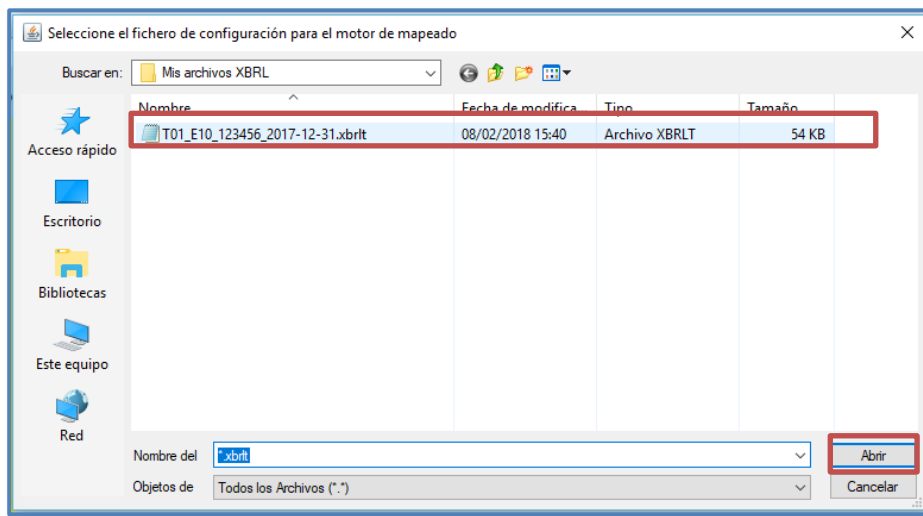 Seleccione el fichero de configuración para el motor de mapeado
Buscar en: Mis archivos XBRL
Nombre Fecha de modifica... Tipo Tamaño
T01_E10_123456_2017-12-31.xbrlt 08/02/2018 15:40 Archivo XBRLT 54 KB
Acceso rápido
Escritorio
Bibliotecas
Este equipo
Red
Nombre del *.xbrlt Abrir
Objetos de Todos los Archivos (*.*) Cancelar